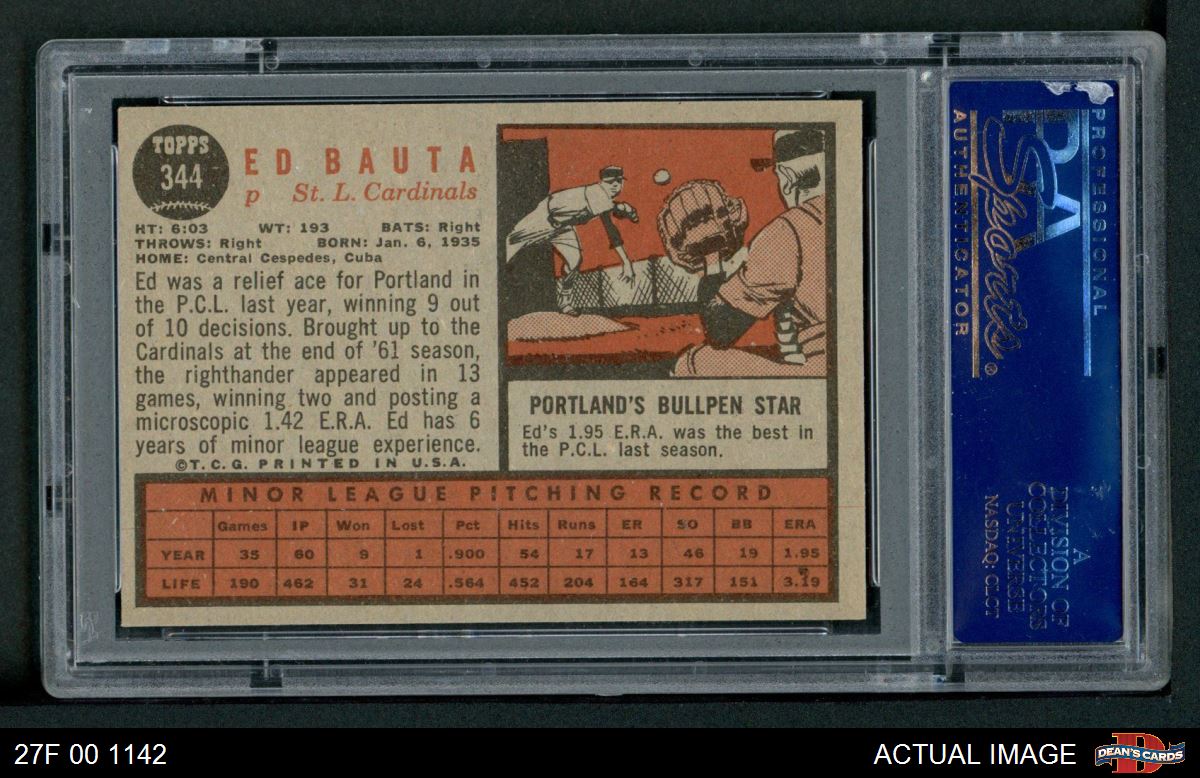 TOPPS
344
ED BAUTA
p St. L. Cardinals
HT: 6:03 WT: 193 BATS: Right
THROWS: Right BORN: Jan. 6, 1935
HOME: Central Cespedes, Cuba
Ed was a relief ace for Portland in
the P.C.L. last year, winning 9 out
of 10 decisions. Brought up to the
Cardinals at the end of '61 season,
the righthander appeared in 13
games, winning two and posting a
microscopic 1.42 E.R.A. Ed has 6
years of minor league experience.
©T.C.G. PRINTED IN U.S.A.
PORTLAND'S BULLPEN STAR
Ed's 1.95 E.R.A. was the best in
the P.C.L. last season.
MINOR LEAGUE PITCHING RECORD
Games IP Won Lost Pct Hits Runs ER SO BB ERA
YEAR 35 60 9 1 .900 54 17 13 46 19 1.95
LIFE 190 462 31 24 .564 452 204 164 317 151 3.19
PROFESSIONAL
PSA
Sports®
AUTHENTICATOR
A
DIVISION OF
COLLECTORS
UNIVERSE
NASDAQ: CLCT
27F 00 1142
ACTUAL IMAGE
DEAN'S CARDS